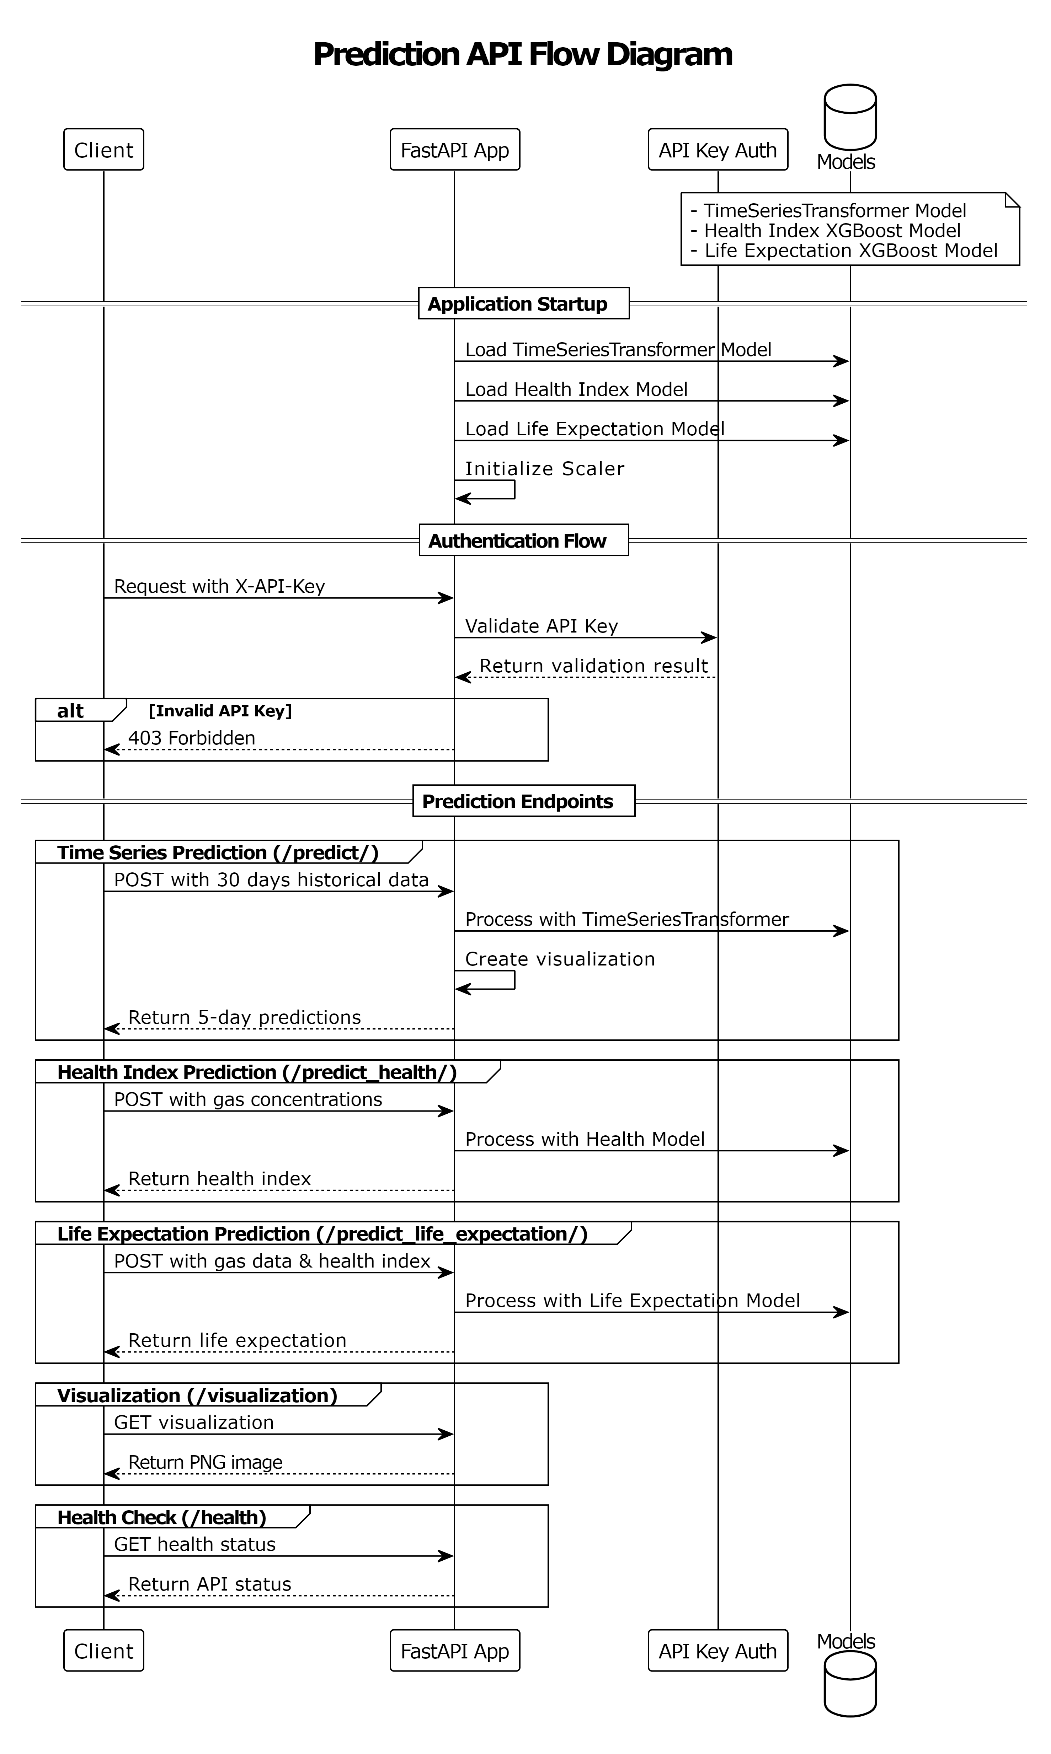 Prediction API Flow Diagram
Client
FastAPI App
API Key Auth
Models
- TimeSeriesTransformer Model
- Health Index XGBoost Model
- Life Expectation XGBoost Model
Application Startup
Load TimeSeriesTransformer Model
Load Health Index Model
Load Life Expectation Model
Initialize Scaler
Authentication Flow
Request with X-API-Key
Validate API Key
Return validation result
alt [Invalid API Key]
403 Forbidden
Prediction Endpoints
Time Series Prediction (/predict/)
POST with 30 days historical data
Process with TimeSeriesTransformer
Create visualization
Return 5-day predictions
Health Index Prediction (/predict_health/)
POST with gas concentrations
Process with Health Model
Return health index
Life Expectation Prediction (/predict_life_expectation/)
POST with gas data & health index
Process with Life Expectation Model
Return life expectation
Visualization (/visualization)
GET visualization
Return PNG image
Health Check (/health)
GET health status
Return API status
Client
FastAPI App
API Key Auth
Models